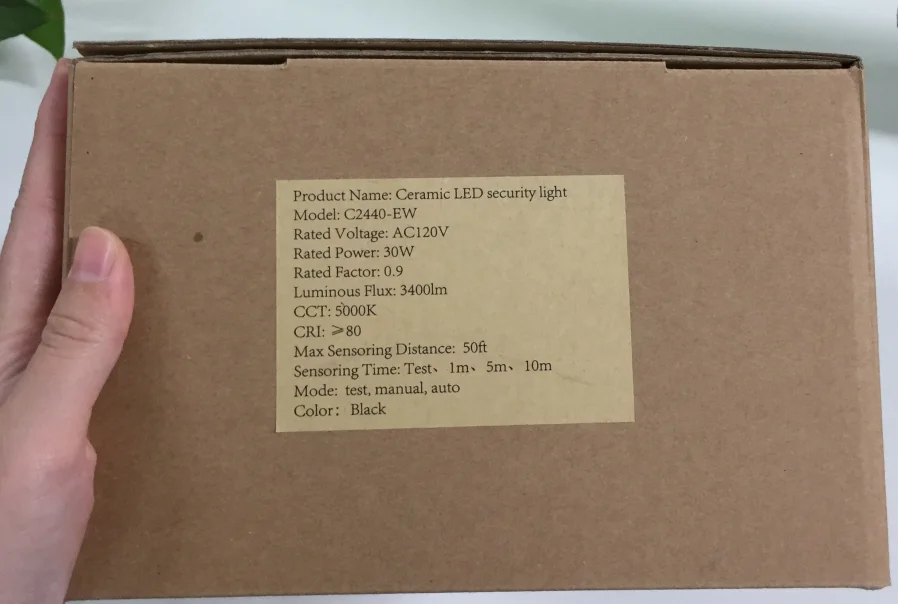 Product Name: Ceramic LED security light
Model: C2440-EW
Rated Voltage: AC120V
Rated Power: 30W
Rated Factor: 0.9
Luminous Flux: 3400lm
CCT: 5000K
CRI: ≥80
Max Sensoring Distance: 50ft
Sensoring Time: Test、 1m、 5m、 10m
Mode: test, manual, auto
Color： Black